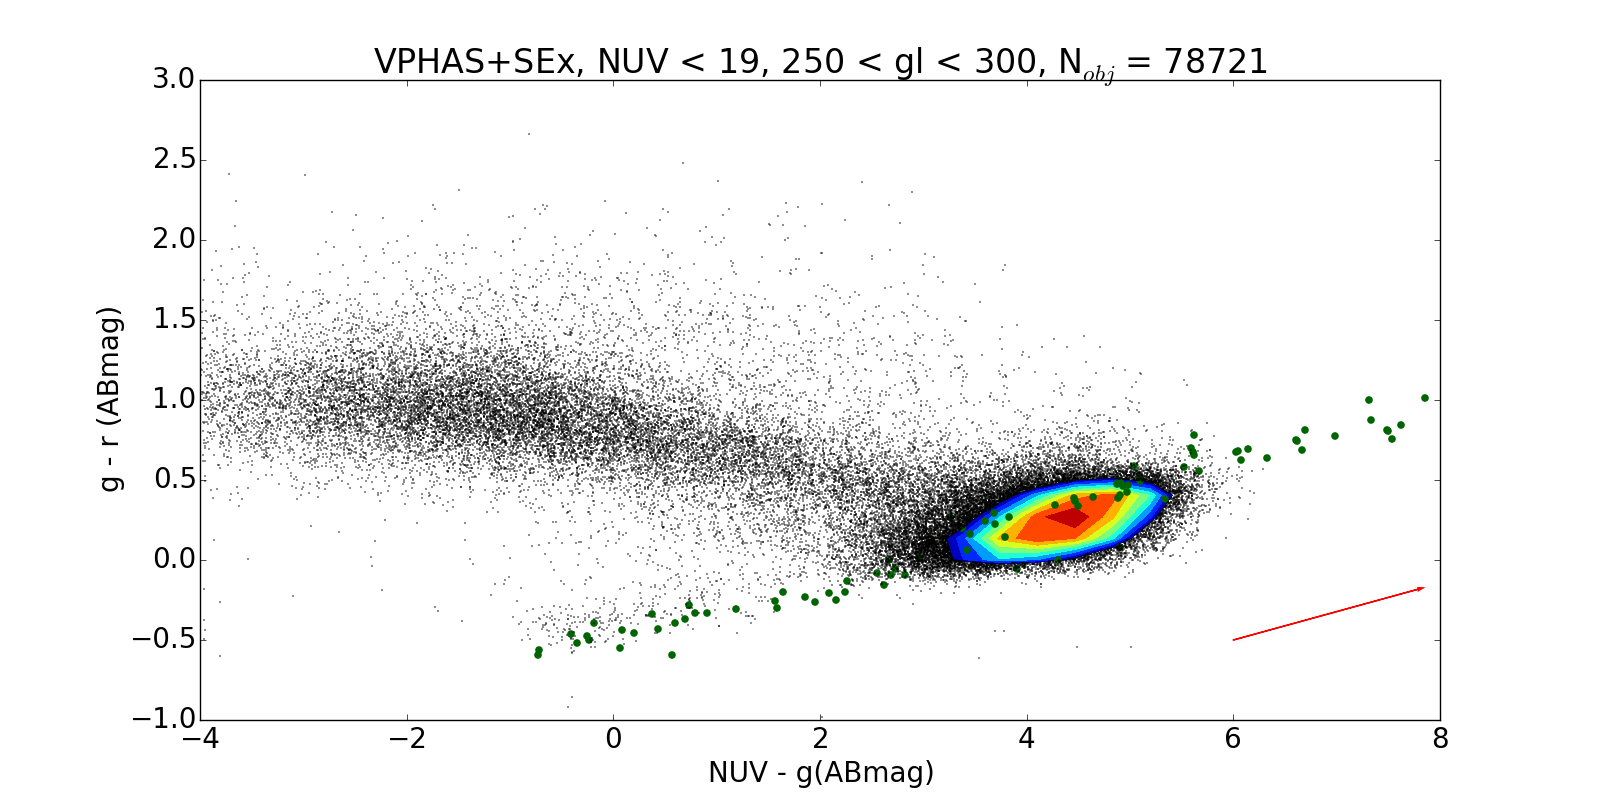 VPHAS+SEx, NUV < 19, 250 < gl < 300, N_obj = 78721
3.0
2.5
2.0
1.5
1.0
0.5
0.0
−0.5
−1.0
g - r (ABmag)
−4 −2 0 2 4 6 8
NUV - g(ABmag)